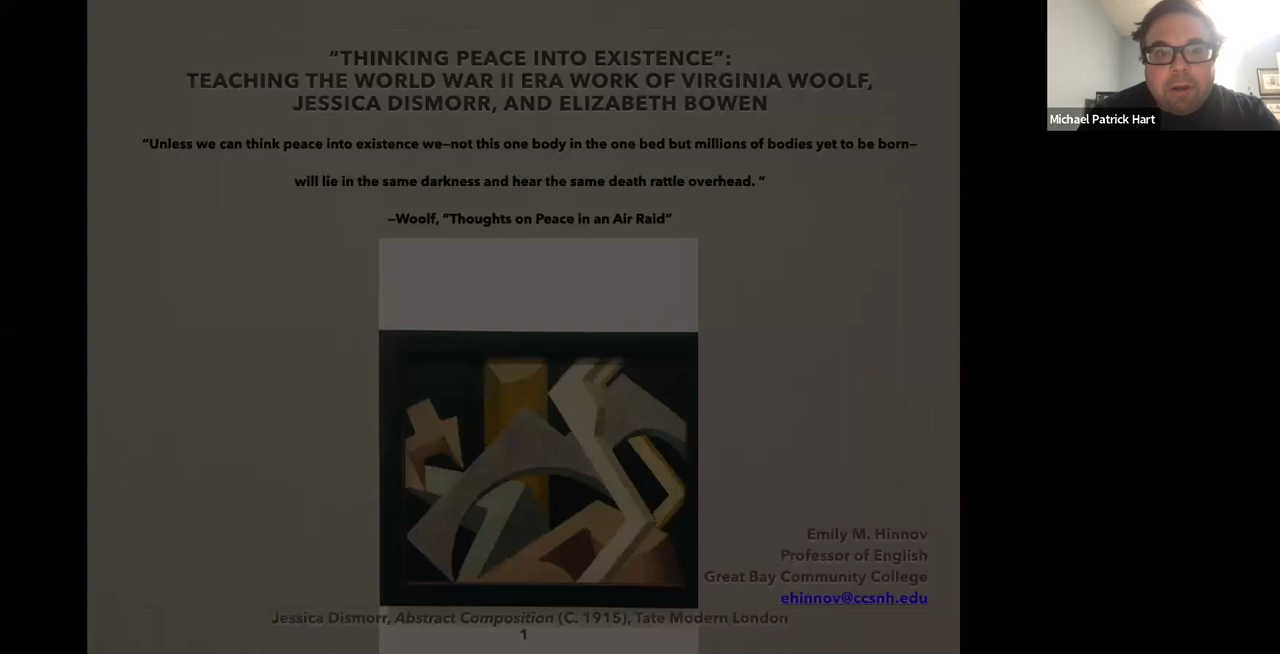 “THINKING PEACE INTO EXISTENCE”:
TEACHING THE WORLD WAR II ERA WORK OF VIRGINIA WOOLF,
JESSICA DISMORR, AND ELIZABETH BOWEN
“Unless we can think peace into existence we—not this one body in the one bed but millions of bodies yet to be born—
will lie in the same darkness and hear the same death rattle overhead. “
—Woolf, “Thoughts on Peace in an Air Raid”
Michael Patrick Hart
Emily M. Hinnov
Professor of English
Great Bay Community College
ehinnov@ccsnh.edu
Jessica Dismorr, Abstract Composition (C. 1915), Tate Modern London
1